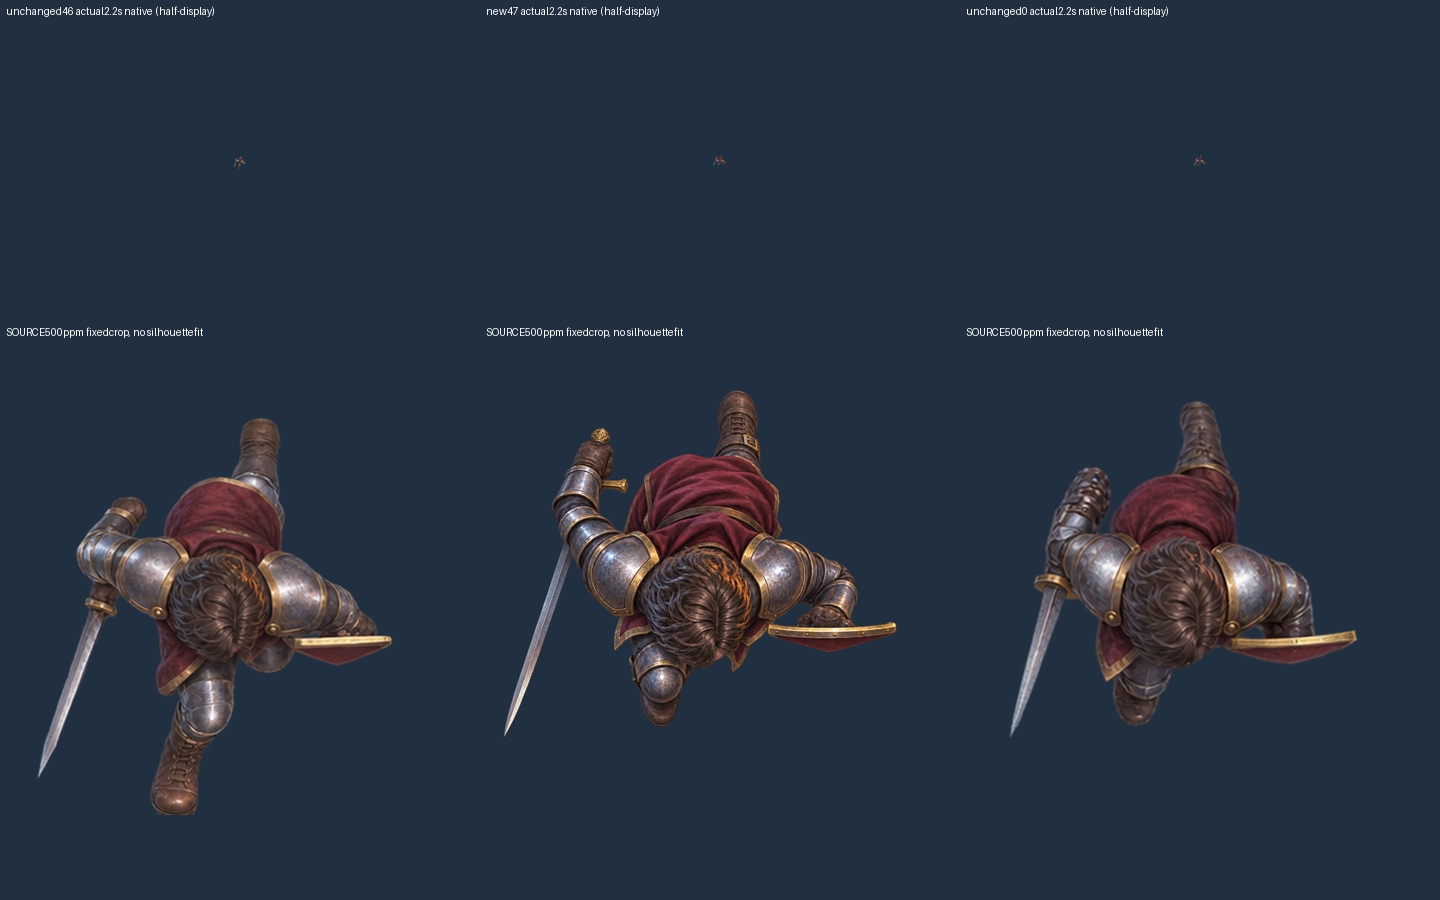 unchanged46 actual2.2s native (half-display)
new47 actual2.2s native (half-display)
unchanged0 actual2.2s native (half-display)
SOURCE500ppm fixedcrop, nosilhouettefit
SOURCE500ppm fixedcrop, nosilhouettefit
SOURCE500ppm fixedcrop, nosilhouettefit